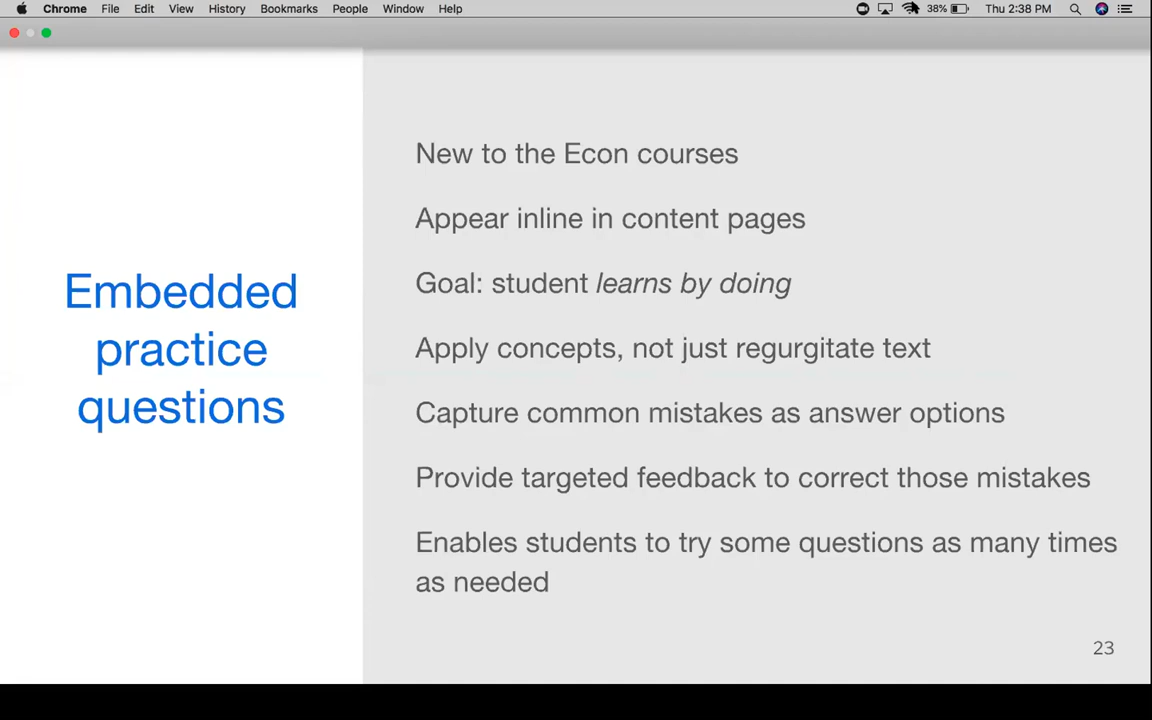 Chrome File Edit View History Bookmarks People Window Help 38% Thu 2:38 PM
Embedded
practice
questions
New to the Econ courses
Appear inline in content pages
Goal: student learns by doing
Apply concepts, not just regurgitate text
Capture common mistakes as answer options
Provide targeted feedback to correct those mistakes
Enables students to try some questions as many times
as needed
23